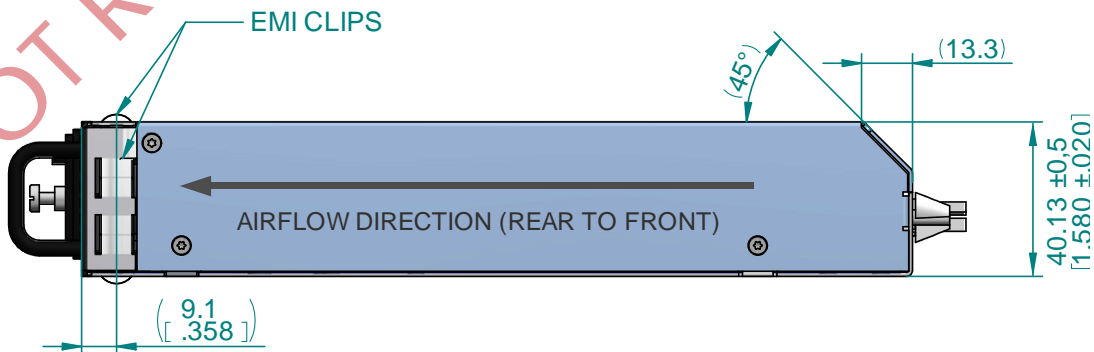 EMI CLIPS
(13.3)
(45°)
40.13 ±0,5
[1.580 ±.020]
AIRFLOW DIRECTION (REAR TO FRONT)
( 9.1
[ .358 ] )